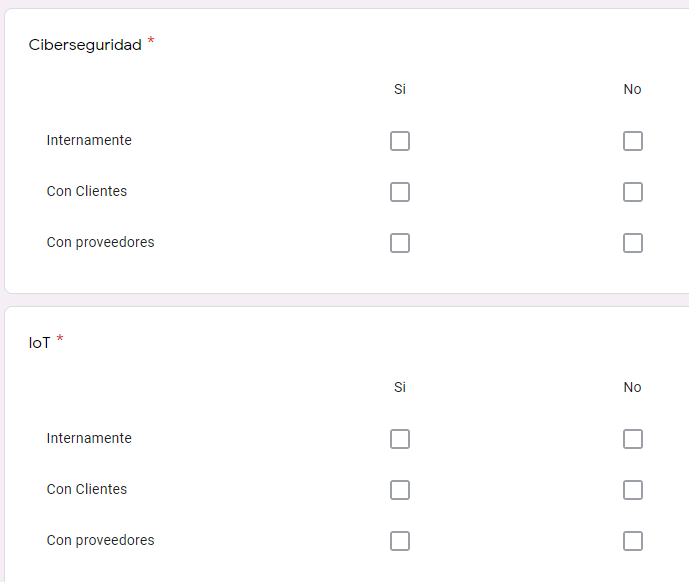 Ciberseguridad *
Si No
Internamente
Con Clientes
Con proveedores
IoT *
Si No
Internamente
Con Clientes
Con proveedores